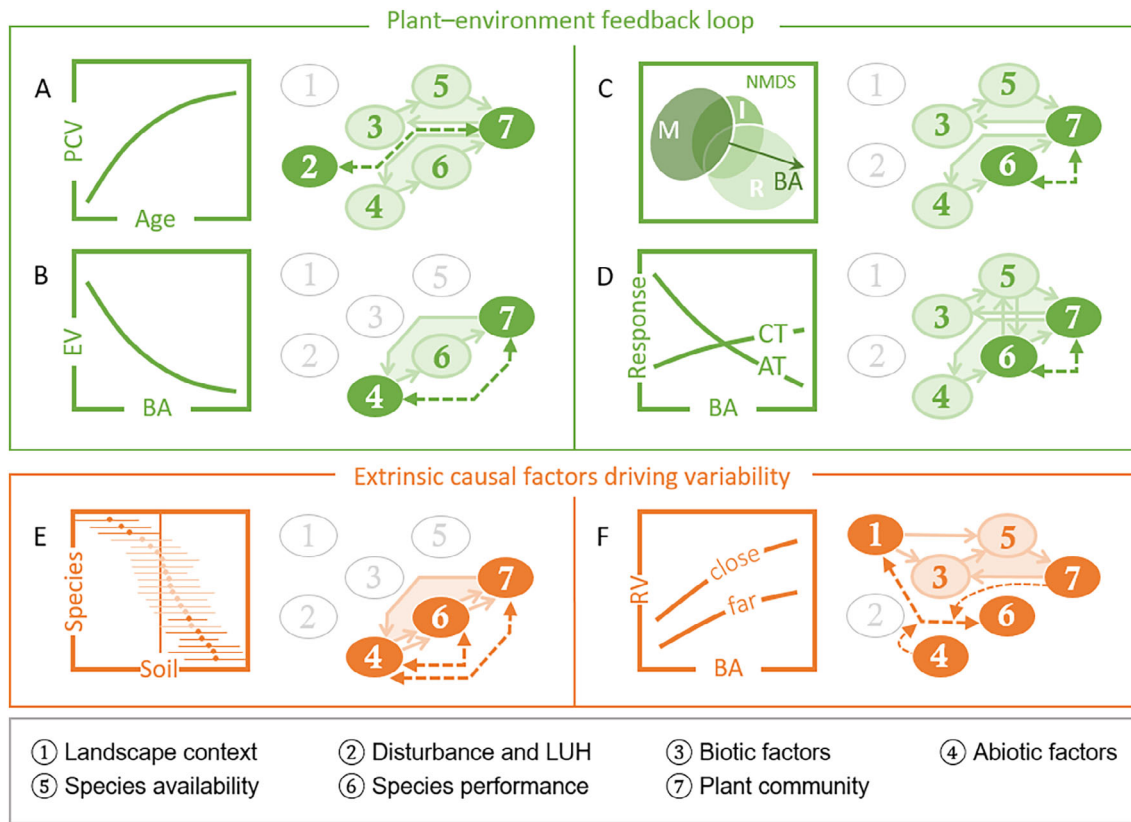 Plant–environment feedback loop
A
PCV
Age
1
5
3
7
2
6
4
C
NMDS
M
I
R
BA
1
5
3
7
2
6
4
B
EV
BA
1
5
3
7
2
6
4
D
Response
CT
AT
BA
1
5
3
7
2
6
4
Extrinsic causal factors driving variability
E
Species
Soil
1
5
3
7
2
6
4
F
RV
close
far
BA
1
5
3
7
2
6
4
1 Landscape context 2 Disturbance and LUH 3 Biotic factors 4 Abiotic factors
5 Species availability 6 Species performance 7 Plant community